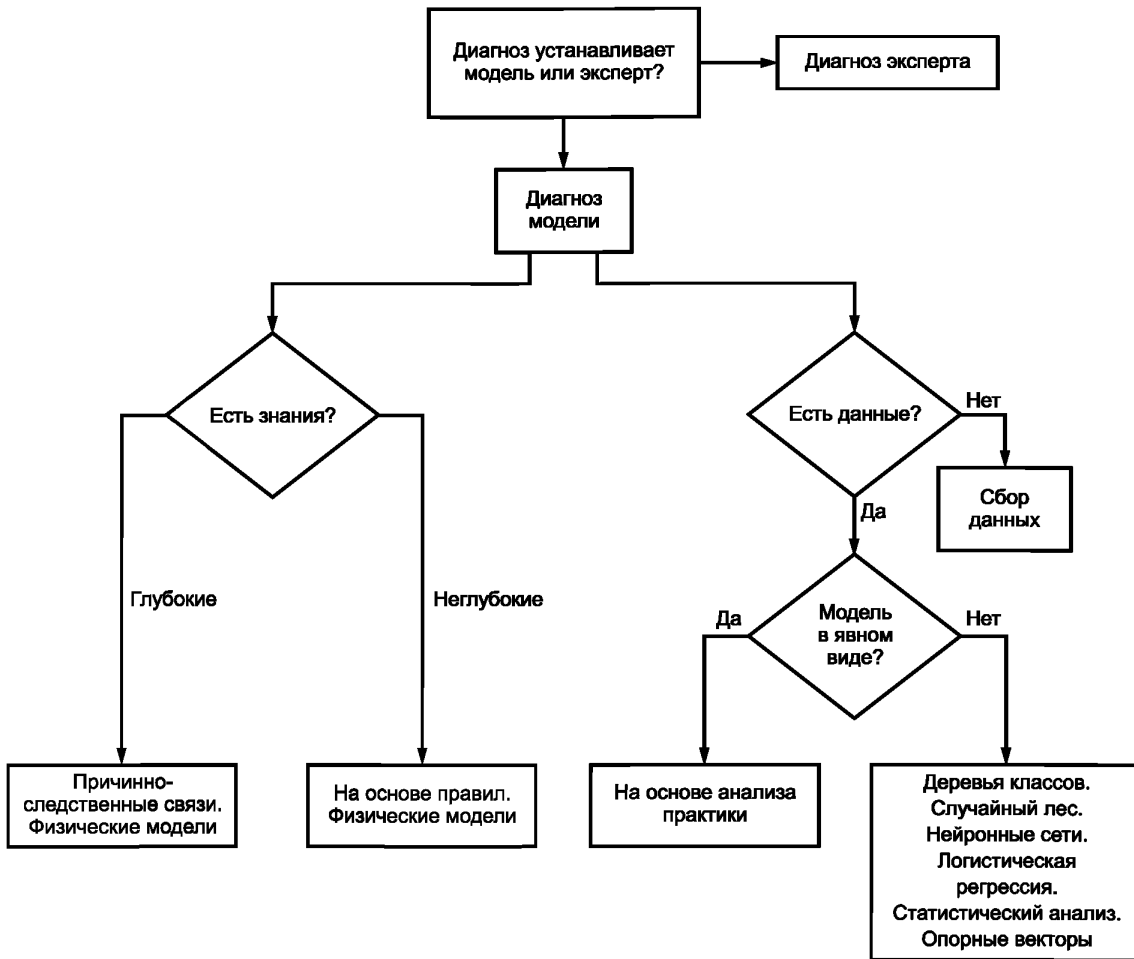 Диагноз устанавливает
модель или эксперт?
Диагноз эксперта
Диагноз
модели
Есть знания?
Есть данные?
Нет
Сбор
данных
Да
Глубокие
Неглубокие
Да
Модель
в явном
виде?
Нет
Причинно-
следственные связи.
Физические модели
На основе правил.
Физические модели
На основе анализа
практики
Деревья классов.
Случайный лес.
Нейронные сети.
Логистическая
регрессия.
Статистический анализ.
Опорные векторы